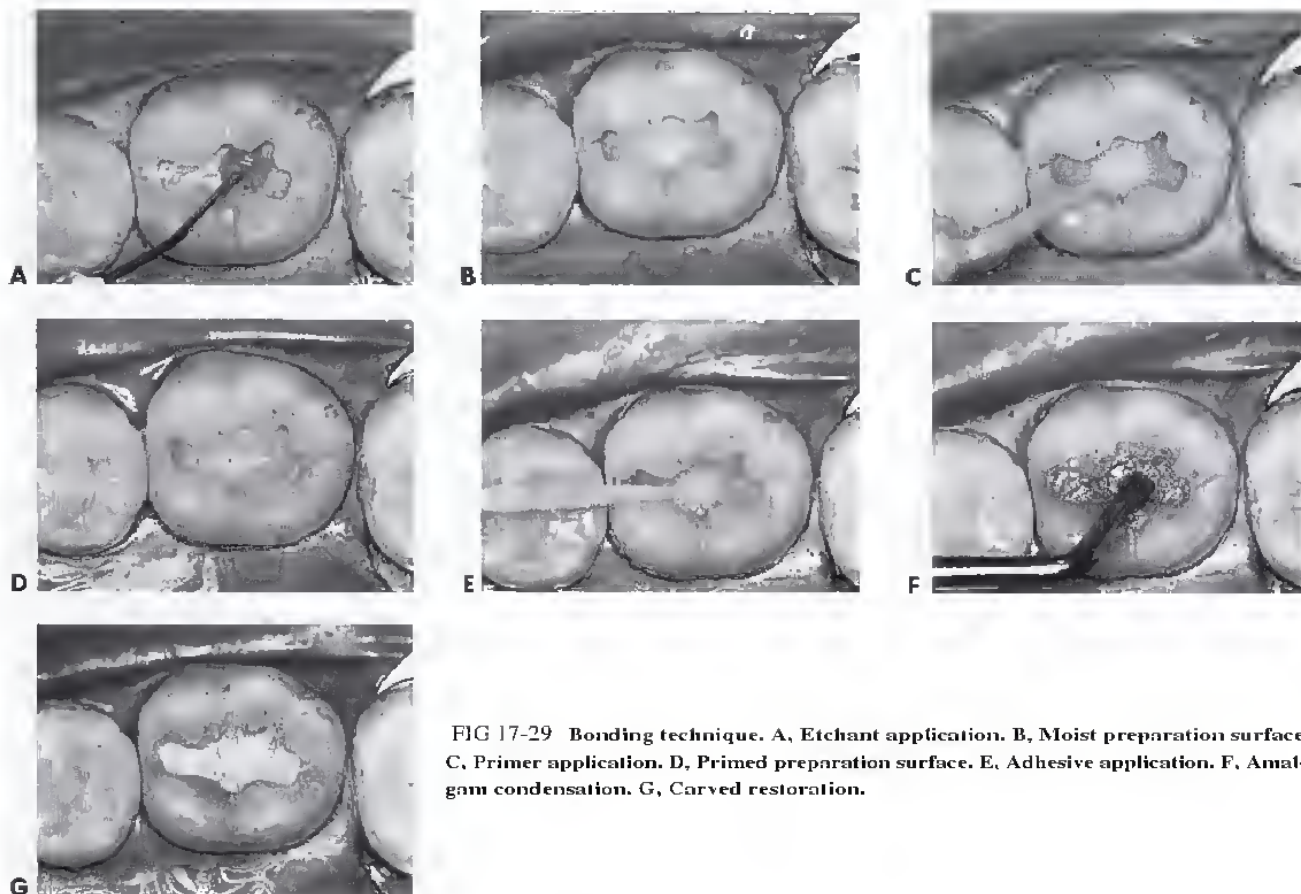 A
B
C
D
E
F
G
FIG 17-29 Bonding technique. A, Etchant application. B, Moist preparation surface
C, Primer application. D, Primed preparation surface. E, Adhesive application. F, Amal-
gam condensation. G, Carved restoration.